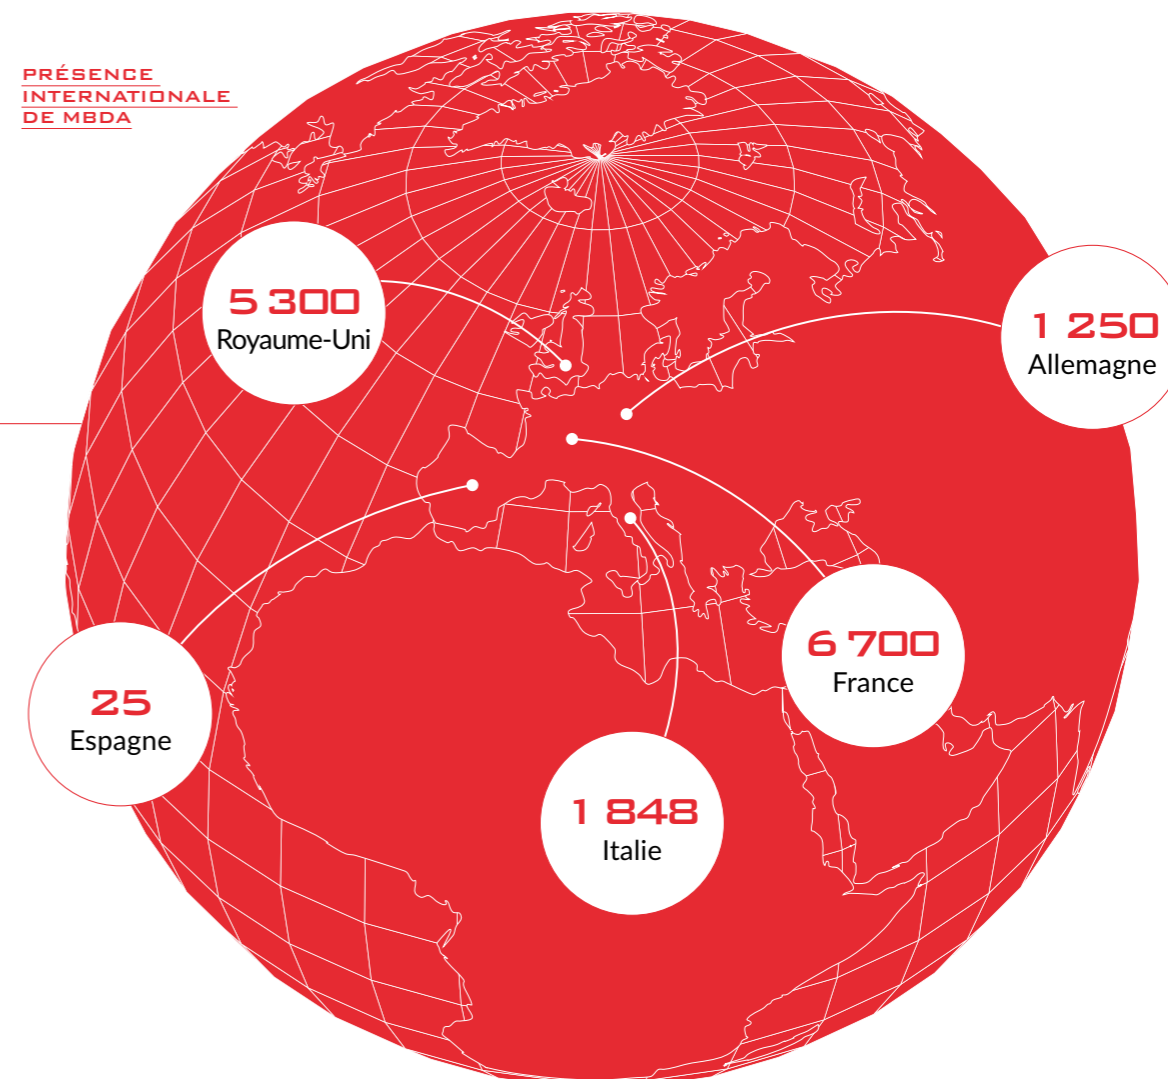 PRÉSENCE
INTERNATIONALE
DE MBDA
5 300
Royaume-Uni
1 250
Allemagne
6 700
France
25
Espagne
1 848
Italie